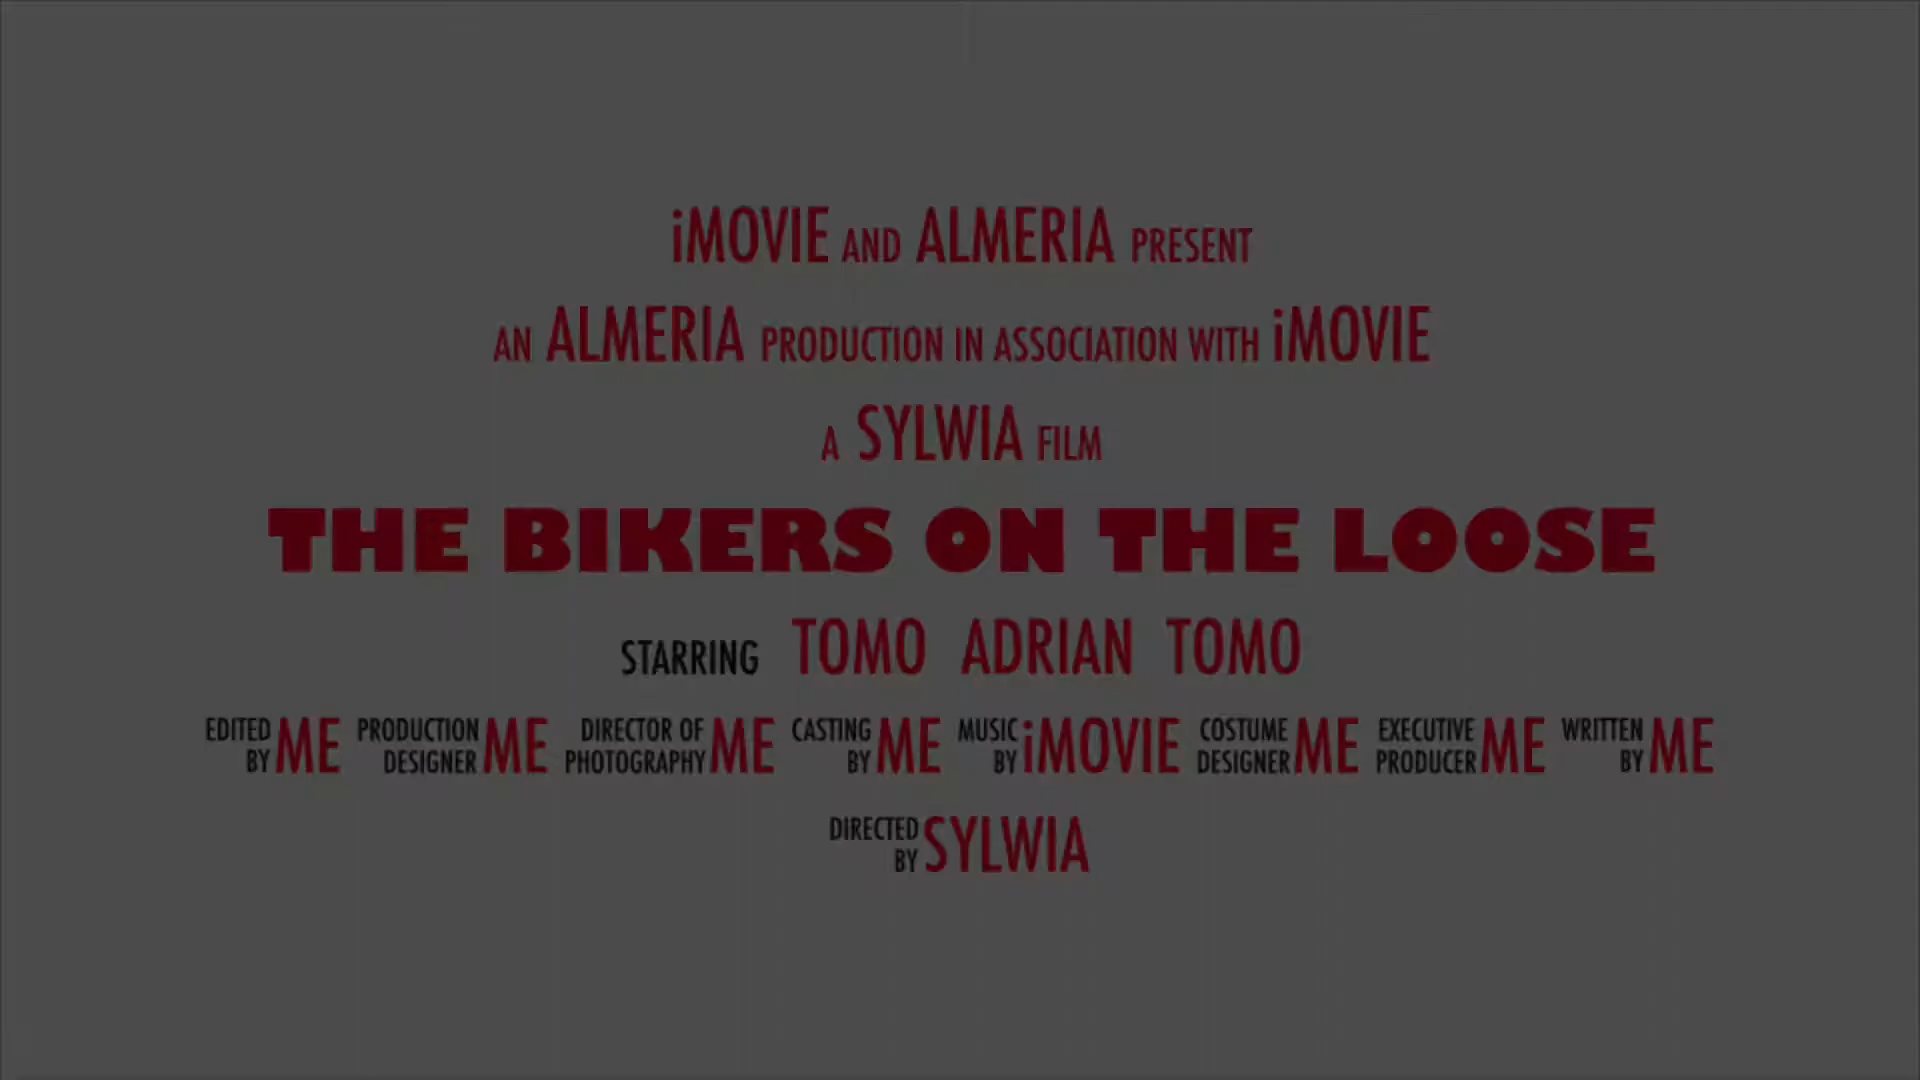 iMOVIE AND ALMERIA PRESENT
AN ALMERIA PRODUCTION IN ASSOCIATION WITH iMOVIE
A SYLWIA FILM
THE BIKERS ON THE LOOSE
STARRING TOMO ADRIAN TOMO
EDITED BY ME PRODUCTION DESIGNER ME DIRECTOR OF PHOTOGRAPHY ME CASTING BY ME MUSIC BY iMOVIE COSTUME DESIGNER ME EXECUTIVE PRODUCER ME WRITTEN BY ME
DIRECTED BY SYLWIA